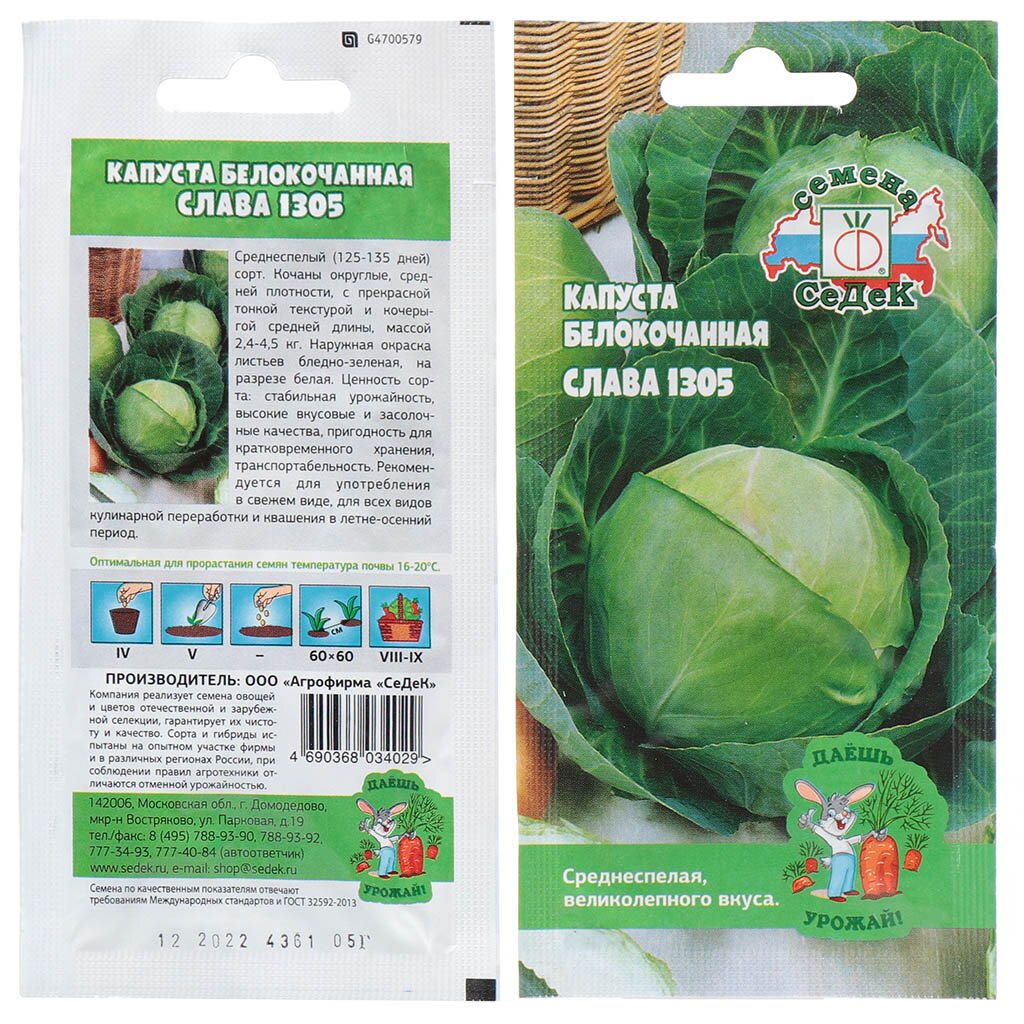 G4700579
КАПУСТА БЕЛОКОЧАННАЯ
СЛАВА 1305
Среднеспелый (125-135 дней)
сорт. Кочаны округлые, сред-
ней плотности, с прекрасной
тонкой текстурой и кочеры-
гой средней длины, массой
2,4-4,5 кг. Наружная окраска
листьев бледно-зеленая, на
разрезе белая. Ценность сор-
та: стабильная урожайность,
высокие вкусовые и засолоч-
ные качества, пригодность для
кратковременного хранения,
транспортабельность. Рекомен-
дуется для употребления
в свежем виде, для всех видов
кулинарной переработки и квашения в летне-осенний
период.
Оптимальная для прорастания семян температура почвы 16-20°С.
СМ
IV V – 60×60 VIII-IX
ПРОИЗВОДИТЕЛЬ: ООО «Агрофирма «СеДеК»
Компания реализует семена овощей
и цветов отечественной и зарубеж-
ной селекции, гарантирует их чисто-
ту и качество. Сорта и гибриды ис-
пытаны на опытном участке фирмы
и в различных регионах России, при
соблюдении правил агротехники от-
личаются отменной урожайностью.
4 690368 034029 >
142006, Московская обл., г. Домодедово,
мкр-н Востряково, ул. Парковая, д.19
тел./факс: 8 (495) 788-93-90, 788-93-92,
777-34-93, 777-40-84 (автоответчик)
www.sedek.ru, e-mail: shop@sedek.ru
ДАЁШЬ
УРОЖАЙ!
Семена по качественным показателям отвечают
требованиям Международных стандартов и ГОСТ 32592-2013
12 2022 4361 05Г
семена
СФ
®
СеДеК
КАПУСТА
БЕЛОКОЧАННАЯ
СЛАВА 1305
ДАЁШЬ
УРОЖАЙ!
Среднеспелая,
великолепного вкуса.